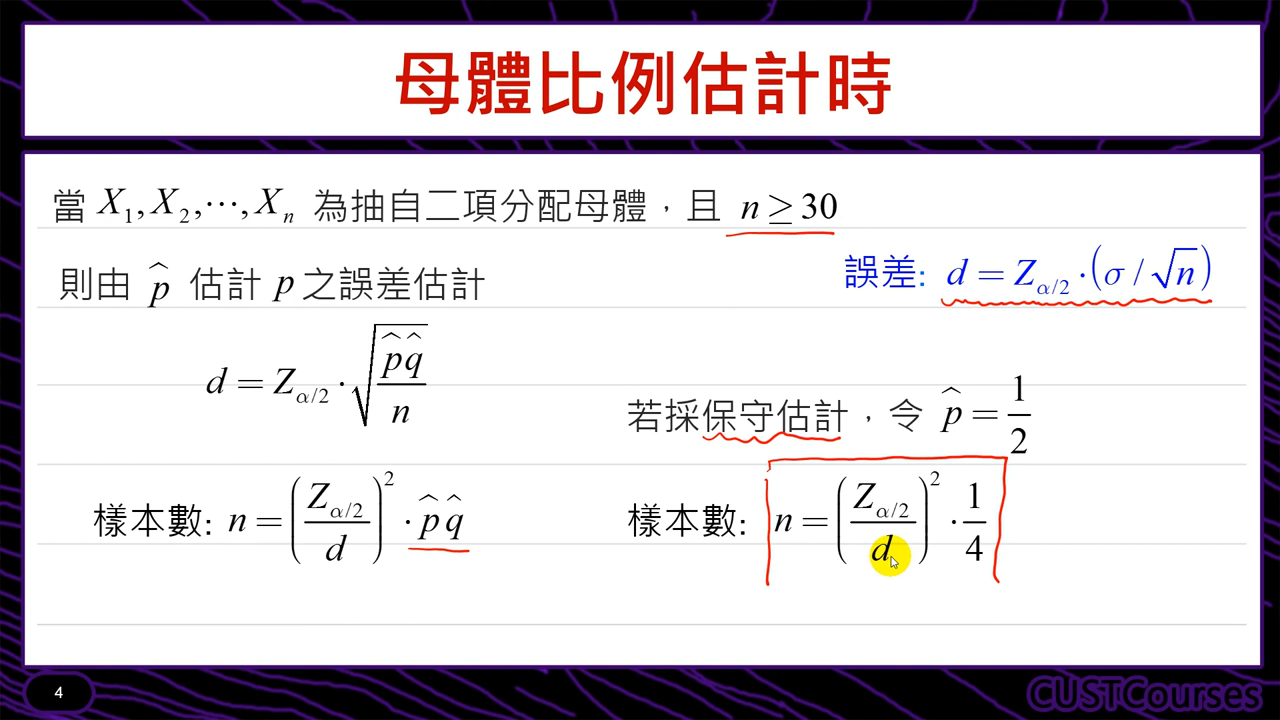 母體比例估計時
當 X₁, X₂, ⋯, Xₙ 為抽自二項分配母體，且 n ≥ 30
則由 p̂ 估計 p 之誤差估計
誤差: d = Z_{α/2} · (σ / √n)
d = Z_{α/2} · √(p̂q̂ / n)
若採保守估計，令 p̂ = 1/2
樣本數: n = (Z_{α/2} / d)² · p̂ q̂
樣本數: n = (Z_{α/2} / d)² · 1/4
4
CUSTCourses